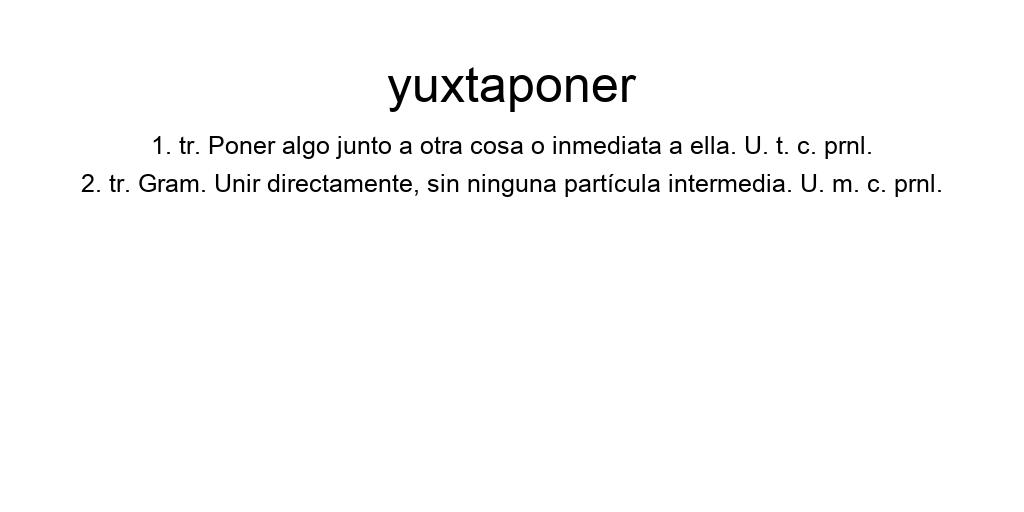 yuxtaponer
1. tr. Poner algo junto a otra cosa o inmediata a ella. U. t. c. prnl.
2. tr. Gram. Unir directamente, sin ninguna partícula intermedia. U. m. c. prnl.